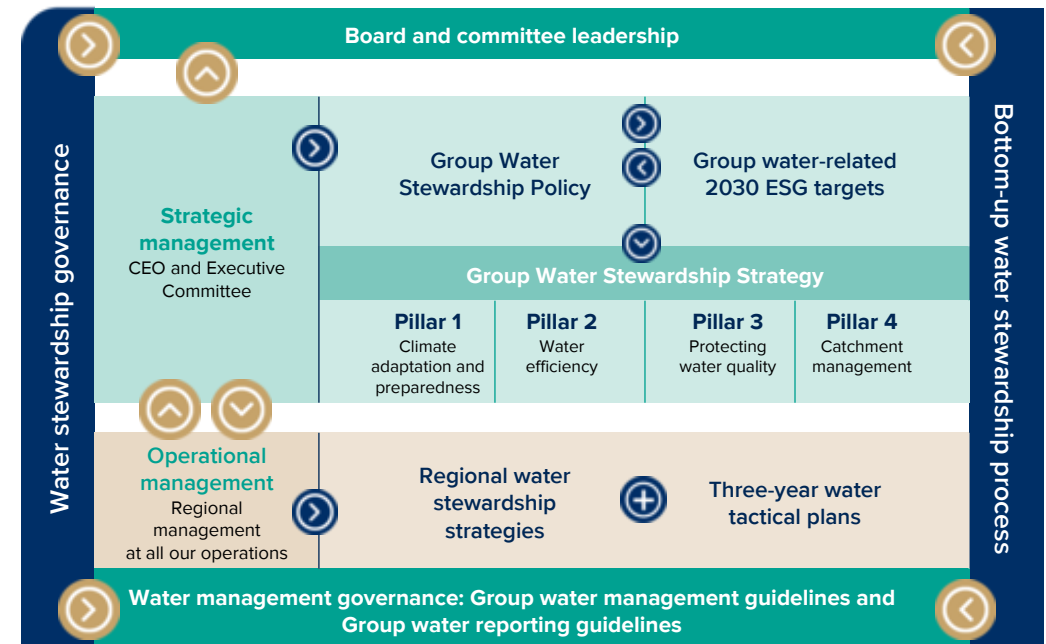 Board and committee leadership
Water stewardship governance
Bottom-up water stewardship process
Strategic
management
CEO and Executive
Committee
Group Water
Stewardship Policy
Group water-related
2030 ESG targets
Group Water Stewardship Strategy
Pillar 1
Climate
adaptation and
preparedness
Pillar 2
Water
efficiency
Pillar 3
Protecting
water quality
Pillar 4
Catchment
management
Operational
management
Regional
management
at all our operations
Regional water
stewardship
strategies
Three-year water
tactical plans
Water management governance: Group water management guidelines and
Group water reporting guidelines